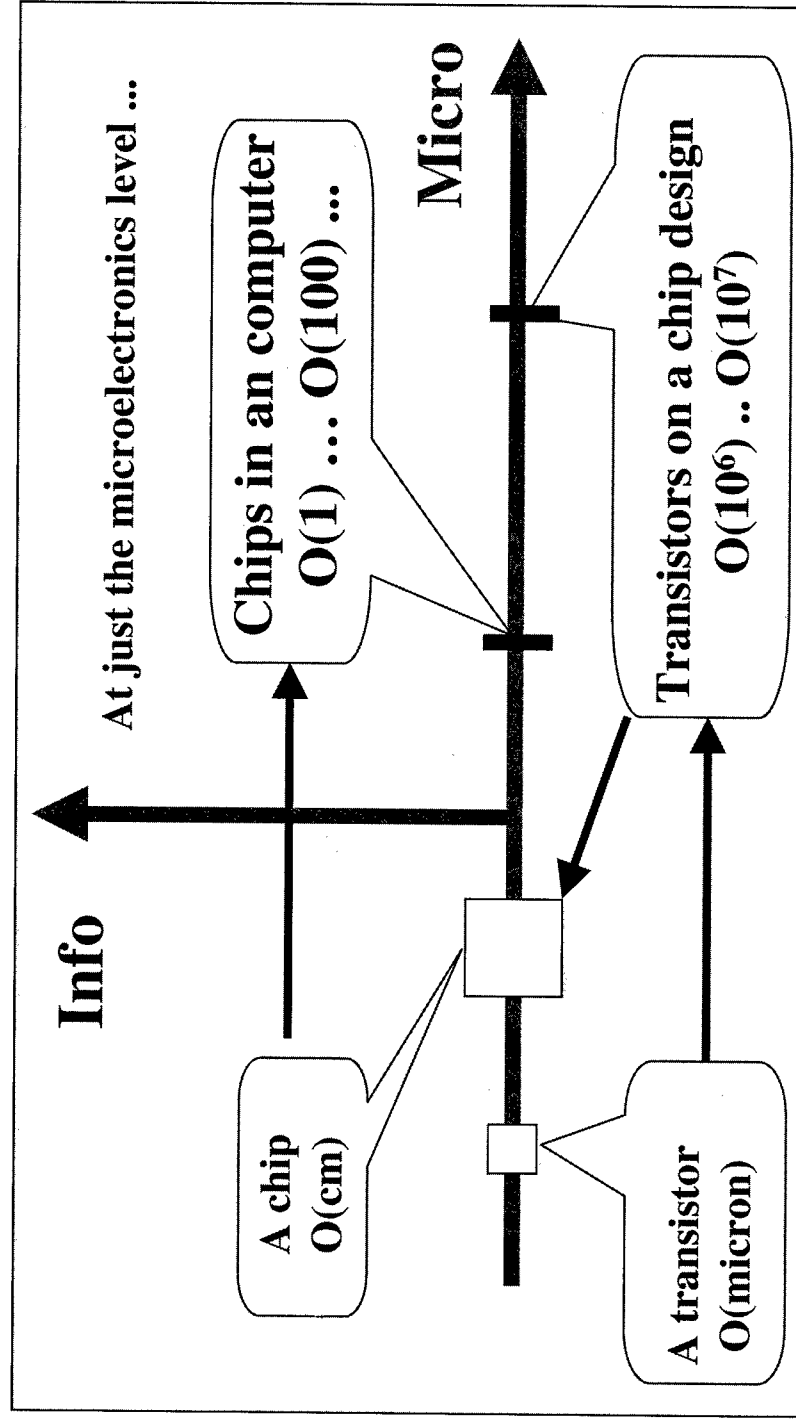 At just the microelectronics level ...
Info
Chips in an computer
O(1) ... O(100) ...
Micro
A chip
O(cm)
A transistor
O(micron)
Transistors on a chip design
O(10⁶) .. O(10⁷)